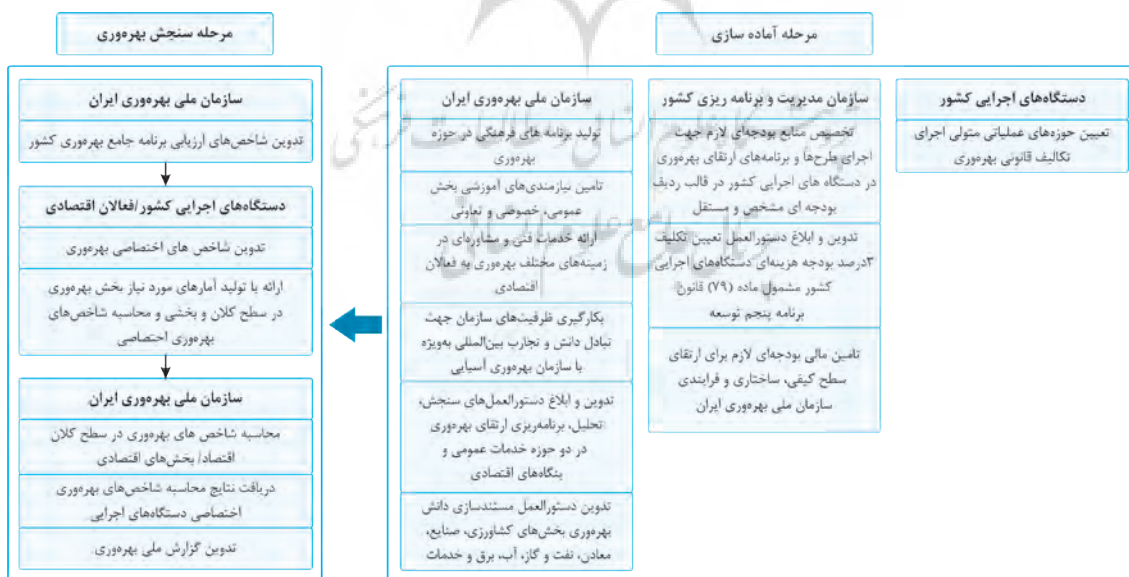 مرحله آماده سازی
دستگاه‌های اجرایی کشور
تعیین حوزه‌های عملیاتی متولی اجرای
تکالیف قانونی بهره‌وری
سازمان مدیریت و برنامه ریزی کشور
تخصیص منابع بودجه‌ای لازم جهت
اجرای طرح‌ها و برنامه‌های ارتقای بهره‌وری
در دستگاه های اجرایی کشور در قالب ردیف
بودجه ای مشخص و مستقل
تدوین و ابلاغ دستورالعمل تعیین تکلیف
۳درصد بودجه هزینه‌ای دستگاه‌های اجرایی
کشور مشمول ماده (۷۹) قانون
برنامه پنجم توسعه
تامین مالی بودجه‌ای لازم برای ارتقای
سطح کیفی، ساختاری و فرایندی
سازمان ملی بهره‌وری ایران
سازمان ملی بهره‌وری ایران
تولید برنامه های فرهنگی در حوزه
بهره‌وری
تامین نیازمندی‌های آموزشی بخش
عمومی، خصوصی و تعاونی
ارائه خدمات فنی و مشاوره‌ای در
زمینه‌های مختلف بهره‌وری به فعالان
اقتصادی
بکارگیری ظرفیت‌های سازمان جهت
تبادل دانش و تجارب بین‌المللی به‌ویژه
با سازمان بهره‌وری آسیایی
تدوین و ابلاغ دستورالعمل‌های سنجش،
تحلیل، برنامه‌ریزی ارتقای بهره‌وری
در دو حوزه خدمات عمومی و
بنگاه‌های اقتصادی
تدوین دستورالعمل مستندسازی دانش
بهره‌وری بخش‌های کشاورزی، صنایع،
معادن، نفت و گاز، آب، برق و خدمات
مرحله سنجش بهره‌وری
سازمان ملی بهره‌وری ایران
تدوین شاخص‌های ارزیابی برنامه جامع بهره‌وری کشور
دستگاه‌های اجرایی کشور/فعالان اقتصادی
تدوین شاخص های اختصاصی بهره‌وری
ارائه یا تولید آمارهای مورد نیاز بخش بهره‌وری
در سطح کلان و بخشی و محاسبه شاخص‌های
بهره‌وری اختصاصی
سازمان ملی بهره‌وری ایران
محاسبه شاخص های بهره‌وری در سطح کلان
اقتصاد/ بخش‌های اقتصادی
دریافت نتایج محاسبه شاخص‌های بهره‌وری
اختصاصی دستگاه‌های اجرایی
تدوین گزارش ملی بهره‌وری
پژوهشگاه علوم انسانی و مطالعات فرهنگی
پرتال جامع علوم انسانی